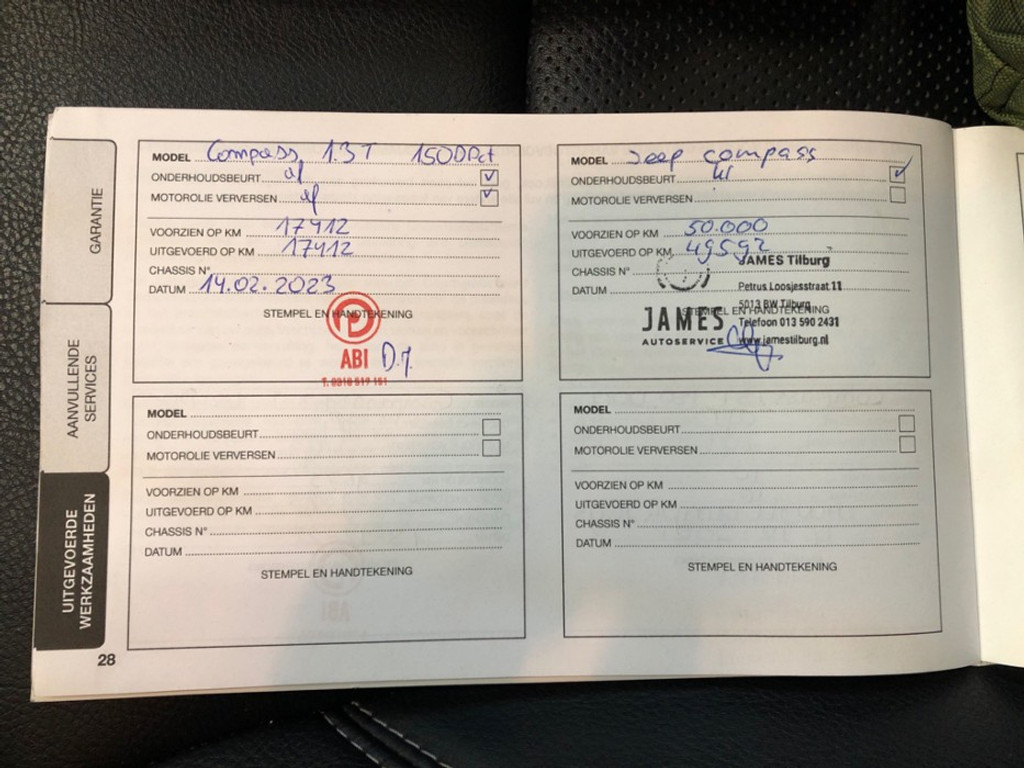 GARANTIE
AANVULLENDE
SERVICES
UITGEVOERDE
WERKZAAMHEDEN
MODEL Compass 1.3T
ONDERHOUDSBEURT
MOTOROLIE VERVERSEN
VOORZIEN OP KM 17412
UITGEVOERD OP KM 17412
CHASSIS N°
DATUM 14.02.2023
STEMPEL EN HANDTEKENING
ABI
MODEL Jeep compass
ONDERHOUDSBEURT
MOTOROLIE VERVERSEN
VOORZIEN OP KM 50.000
UITGEVOERD OP KM 49592
CHASSIS N°
DATUM
STEMPEL EN HANDTEKENING
JAMES Tilburg
Petrus Loosjesstraat 11
5013 BW Tilburg
Telefoon 013 590 2431
www.jamestilburg.nl
JAMES
AUTOSERVICE
MODEL
ONDERHOUDSBEURT
MOTOROLIE VERVERSEN
VOORZIEN OP KM
UITGEVOERD OP KM
CHASSIS N°
DATUM
STEMPEL EN HANDTEKENING
MODEL
ONDERHOUDSBEURT
MOTOROLIE VERVERSEN
VOORZIEN OP KM
UITGEVOERD OP KM
CHASSIS N°
DATUM
STEMPEL EN HANDTEKENING
28